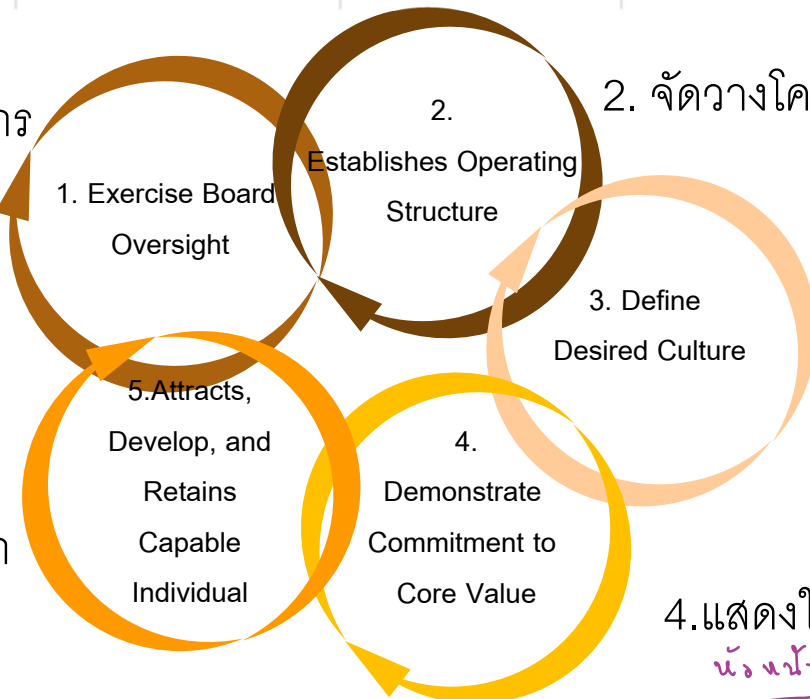 2. จัดวางโค
2.
Establishes Operating
Structure
1. Exercise Board
Oversight
3. Define
Desired Culture
5.Attracts,
Develop, and
Retains
Capable
Individual
4.
Demonstrate
Commitment to
Core Value
4.แสดงใ